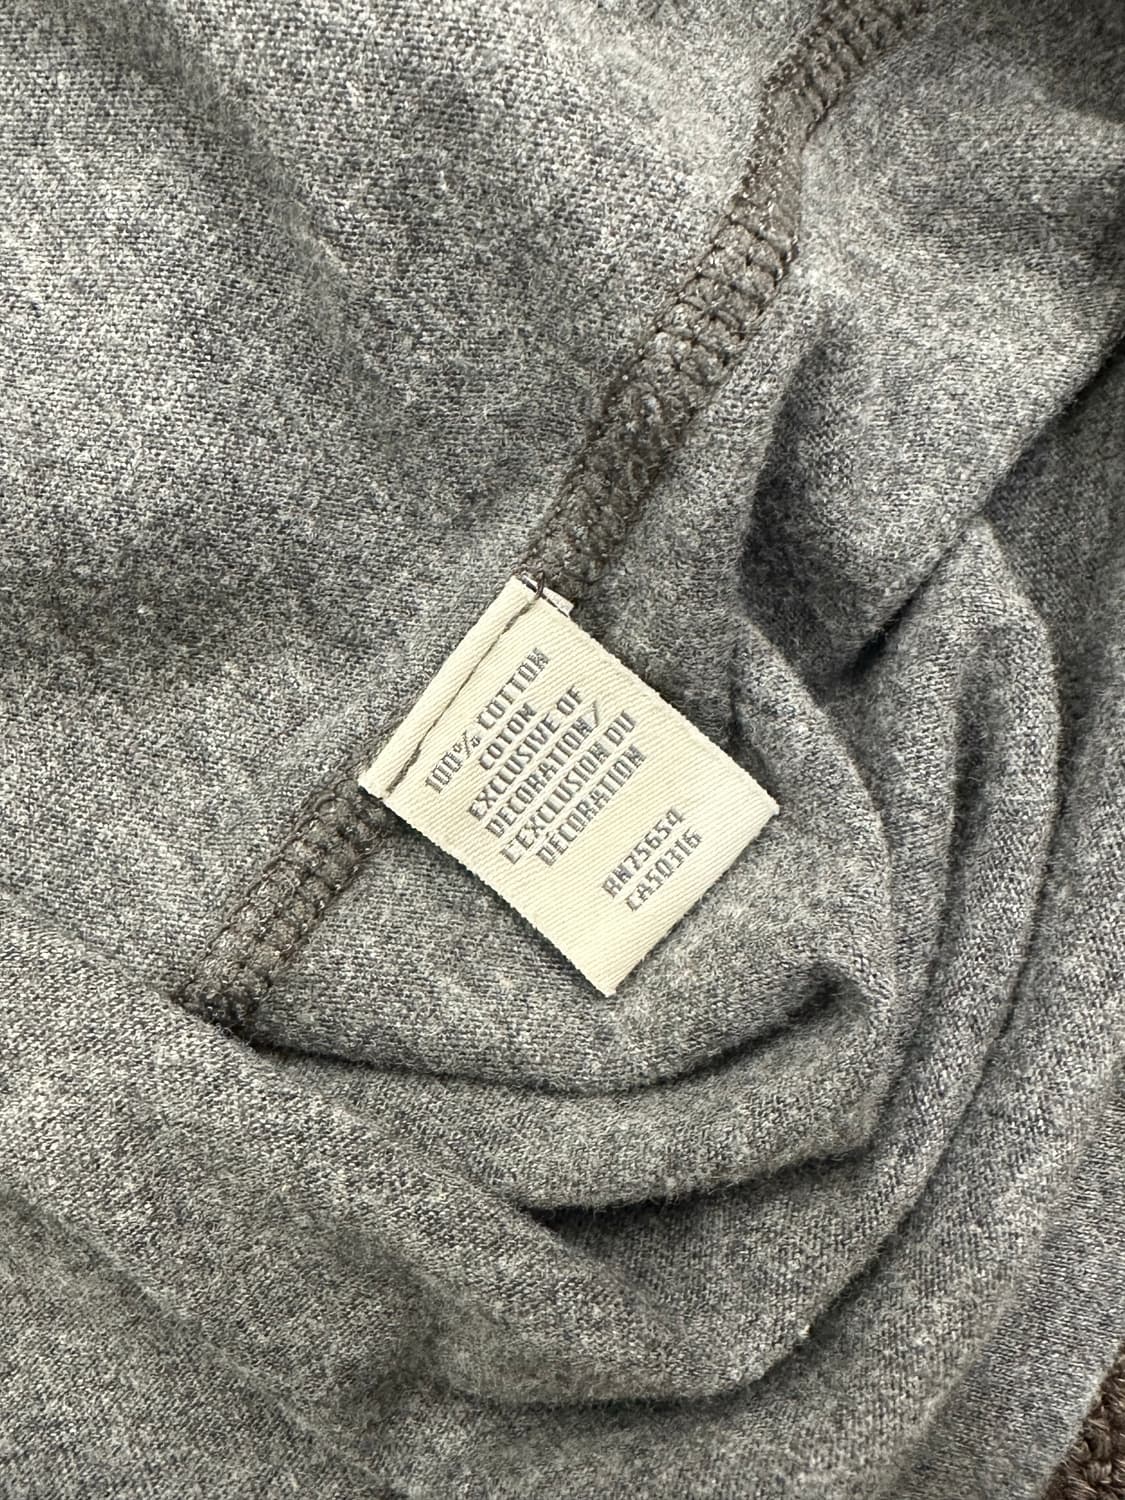 100% COTTON
COTON
EXCLUSIVE OF
DECORATION/
L'EXCLUSION DU
DÉCORATION
RN75654
CA50316